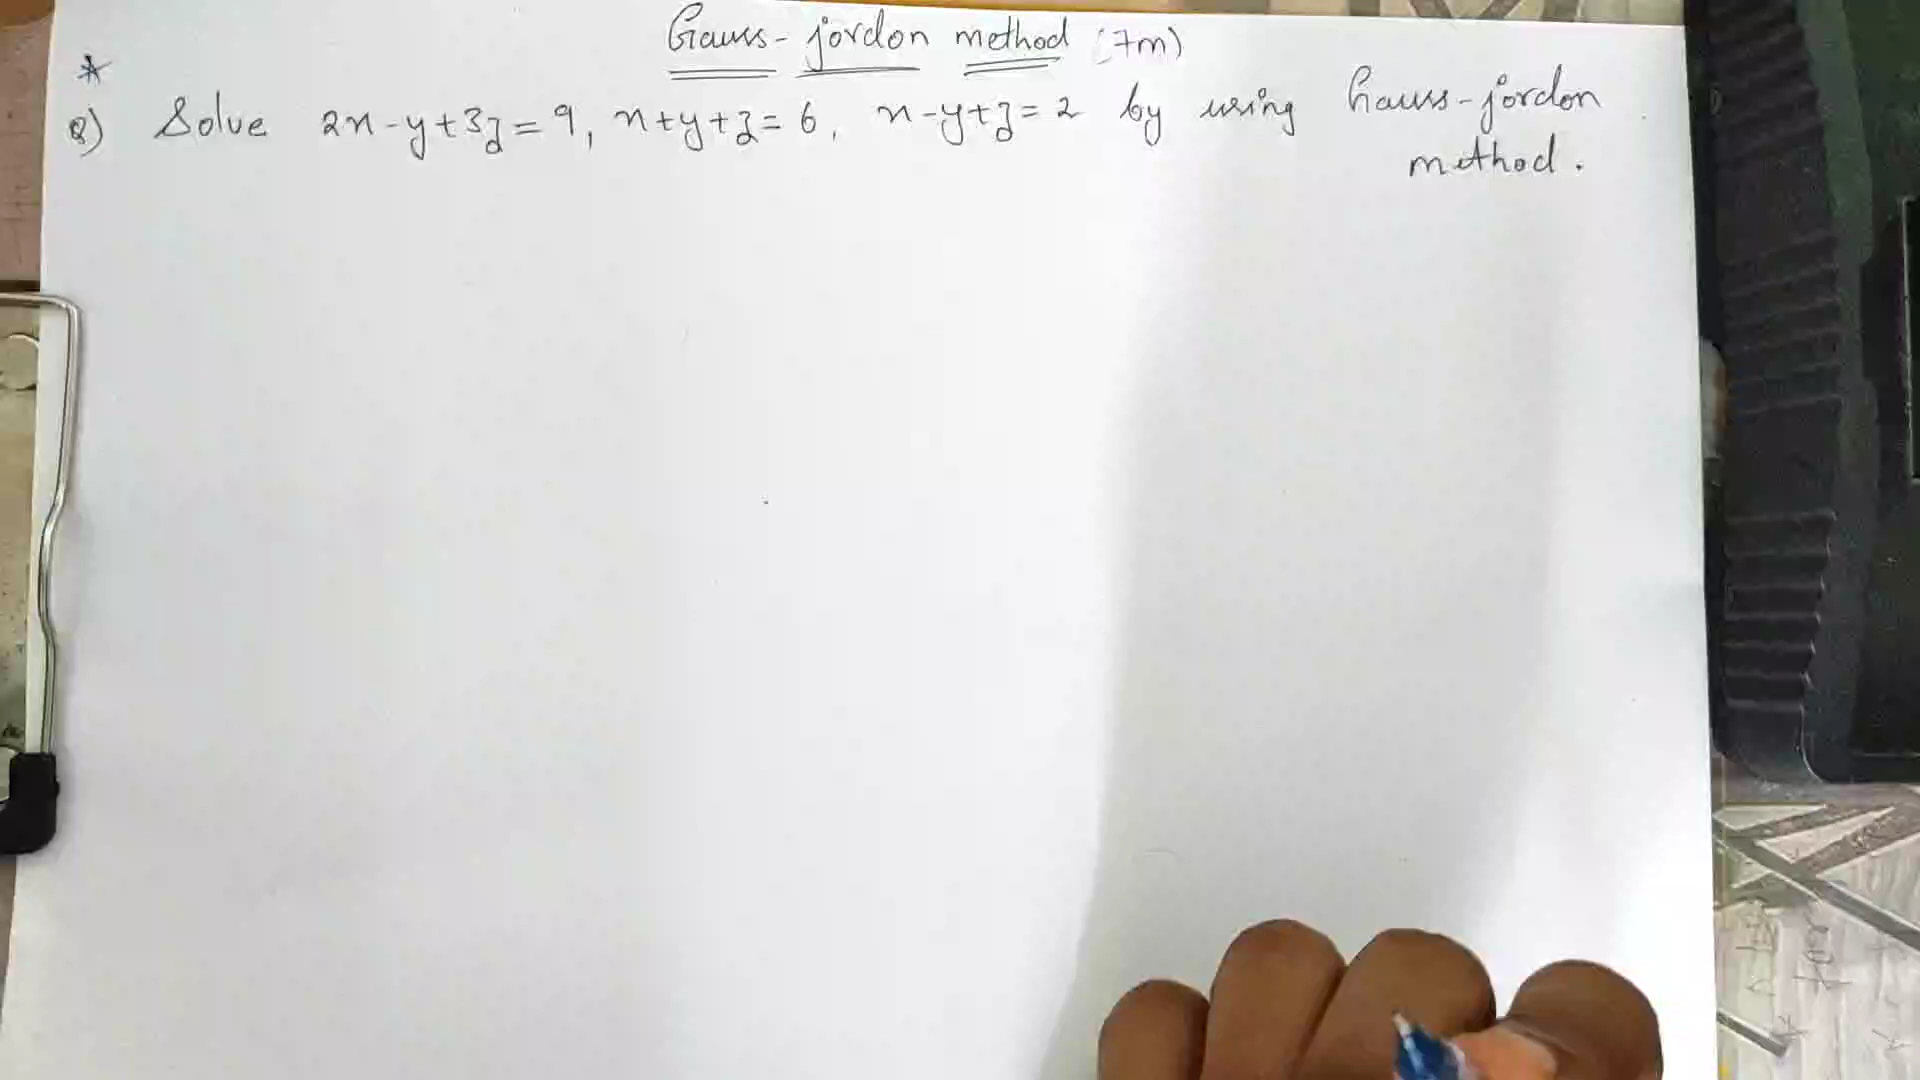 Gauss-jordon method (7m)
*
Q) Solve 2x-y+3z=9, x+y+z=6, x-y+z=2 by using Gauss-jordon
method.